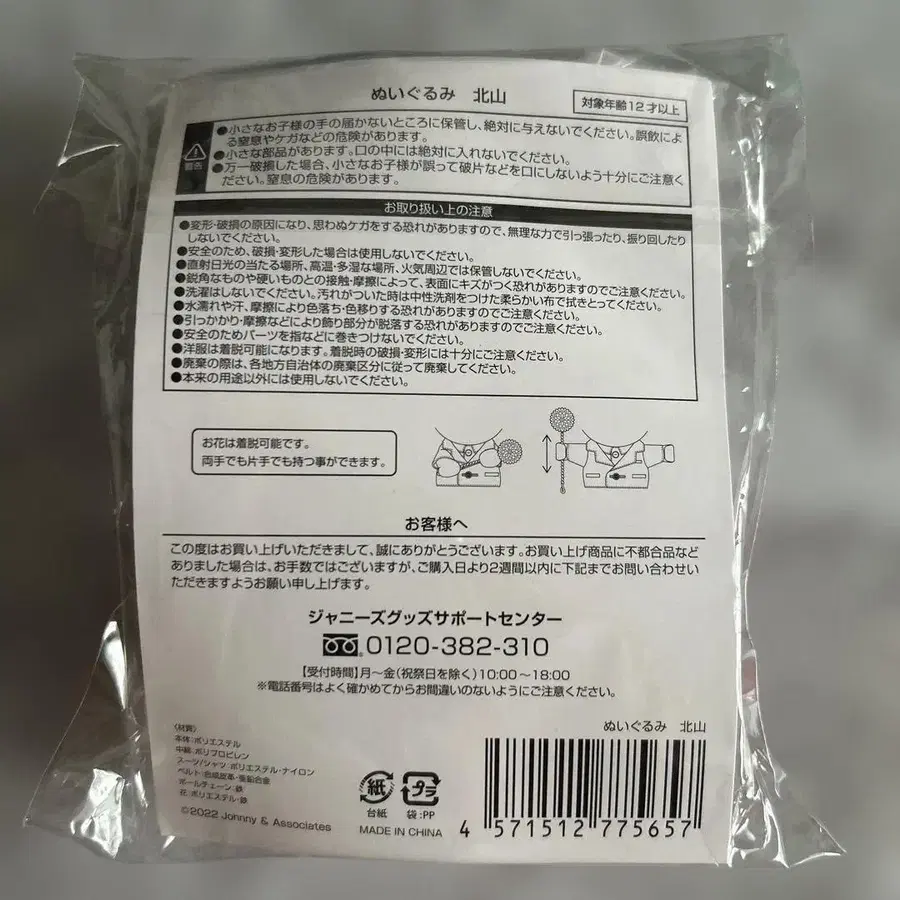 ぬいぐるみ 北山
対象年齢12才以上
警告
●小さなお子様の手の届かないところに保管し、絶対に与えないでください。誤飲によ
る窒息やケガなどの危険があります。
●小さな部品があります。口の中には絶対に入れないでください。
●万一破損した場合、小さなお子様が誤って破片などを口にしないよう十分にご注意く
ださい。窒息の危険があります。
お取り扱い上の注意
●変形・破損の原因になり、思わぬケガをする恐れがありますので、無理な力で引っ張ったり、振り回したり
しないでください。
●安全のため、破損・変形した場合は使用しないでください。
●直射日光の当たる場所、高温・多湿な場所、火気周辺では保管しないでください。
●鋭角なものや硬いものとの接触・摩擦によって、表面にキズがつく恐れがありますのでご注意ください。
●洗濯はしないでください。汚れがついた時は中性洗剤をつけた柔らかい布で拭きとってください。
●水濡れや汗、摩擦により色落ち・色移りする恐れがありますのでご注意ください。
●引っかかり・摩擦などにより飾り部分が脱落する恐れがありますのでご注意ください。
●安全のためパーツを指などに巻きつけないでください。
●洋服は着脱可能になります。着脱時の破損・変形には十分にご注意ください。
●廃棄の際は、各地方自治体の廃棄区分に従って廃棄してください。
●本来の用途以外には使用しないでください。
お花は着脱可能です。
両手でも片手でも持つ事ができます。
お客様へ
この度はお買い上げいただきまして、誠にありがとうございます。お買い上げ商品に不都合品など
ありました場合は、お手数ではございますが、ご購入日より2週間以内に下記までお問い合わせい
ただきますようお願い申し上げます。
ジャニーズグッズサポートセンター
0120-382-310
【受付時間】月〜金(祝祭日を除く)10:00〜18:00
※電話番号はよく確かめてからお間違いのないようにご注意ください。
ぬいぐるみ 北山
〈材質〉
本体:ポリエステル
中綿:ポリプロピレン
スーツ/シャツ:ポリエステル・ナイロン
ベルト:合成皮革・亜鉛合金
ボールチェーン:鉄
花:ポリエステル・鉄
©2022 Johnny & Associates
紙
台紙
プラ
袋:PP
MADE IN CHINA
4 571512 775657